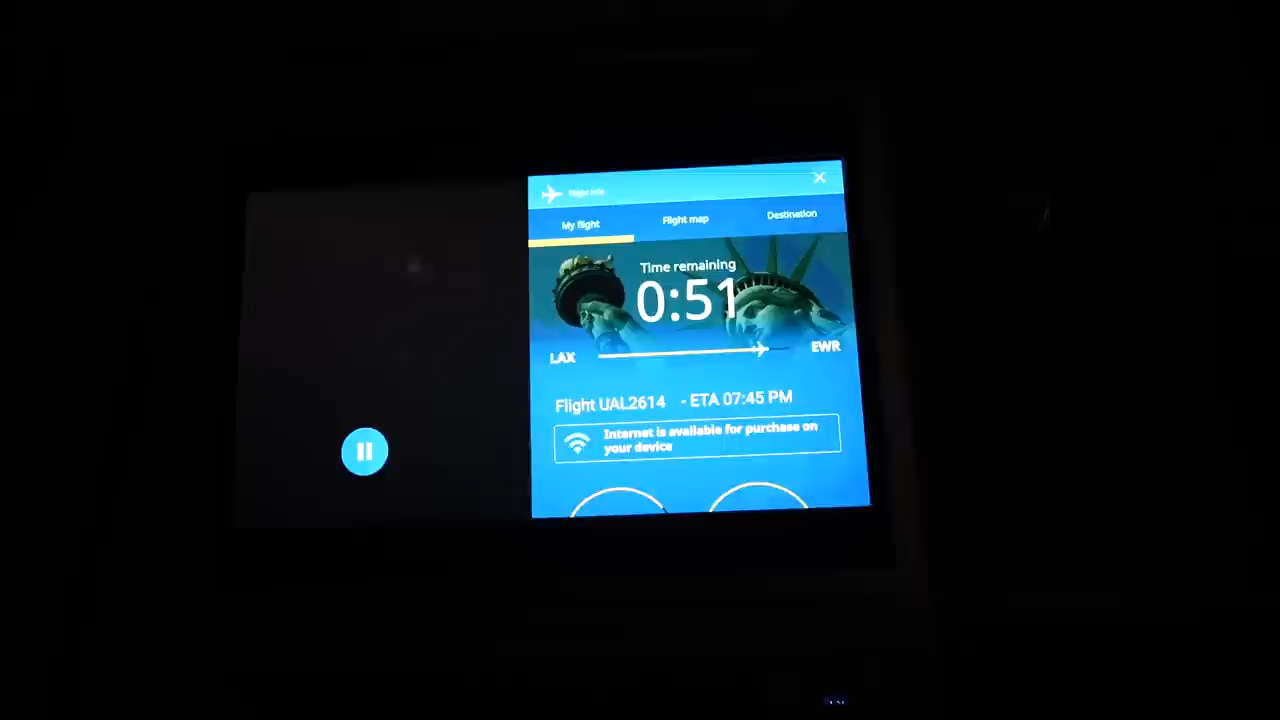 Flight Info
My flight
Flight map
Destination
Time remaining
0:51
LAX
EWR
Flight UAL2614 - ETA 07:45 PM
Internet is available for purchase on
your device